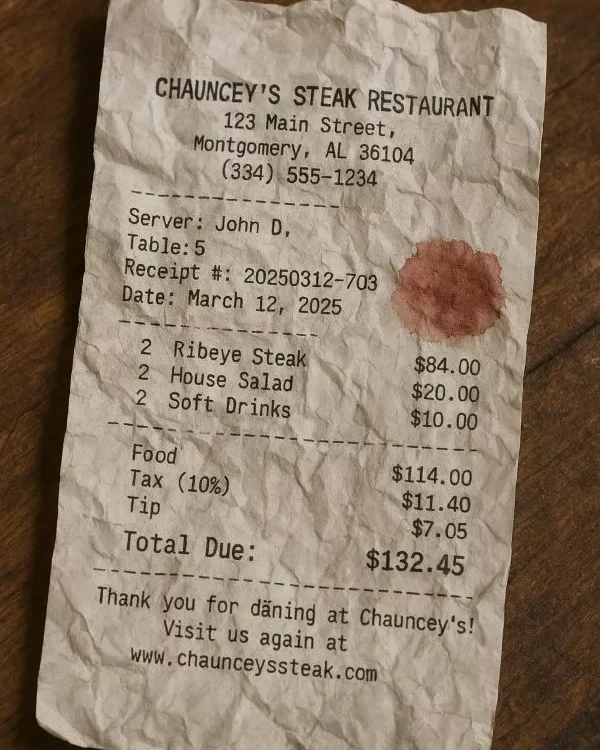 CHAUNCEY'S STEAK RESTAURANT
123 Main Street,
Montgomery, AL 36104
(334) 555-1234
Server: John D,
Table:5
Receipt #: 20250312-703
Date: March 12, 2025
2 Ribeye Steak $84.00
2 House Salad $20.00
2 Soft Drinks $10.00
Food $114.00
Tax (10%) $11.40
Tip $7.05
Total Due: $132.45
Thank you for däning at Chauncey's!
Visit us again at
www.chaunceyssteak.com